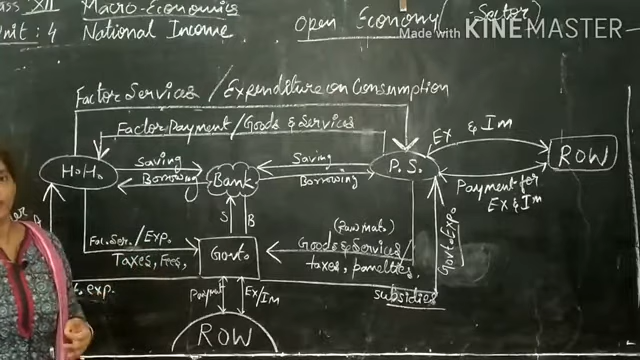 ass XII Macro-Economics
Unit: 4 National Income
Open Economy ( -Sector)
Made with KINEMASTER
Factor Services / Expenditure on Consumption
Factor Payment / Goods & Services
H.H.
Saving
Borrowing
Bank
Saving
Borrowing
P.S.
Ex & Im
ROW
Payment for
Ex & Im
Fac. Ser. / Exp.
Taxes, Fees,
S
B
Govt.
(Raw mat.)
Goods & Services /
taxes, penalties.
Govt. Exp.
subsidies
exp.
Payment
Ex/IM
ROW